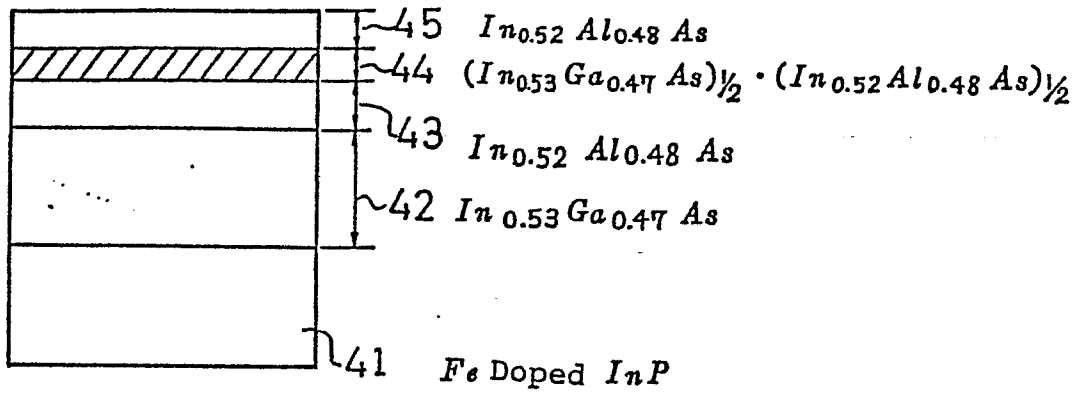 45 In0.52 Al0.48 As
44 (In0.53 Ga0.47 As)½ · (In0.52 Al0.48 As)½
43 In0.52 Al0.48 As
42 In0.53 Ga0.47 As
41 Fe Doped InP